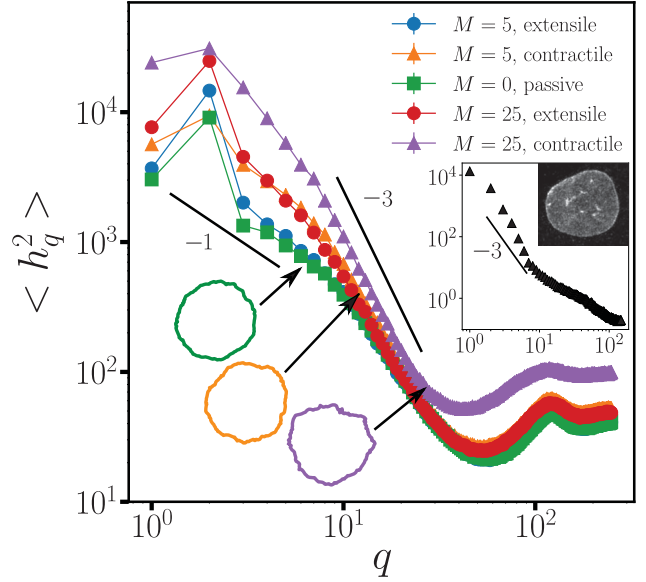 M = 5, extensile
M = 5, contractile
M = 0, passive
M = 25, extensile
M = 25, contractile
< h_q^2 >
10^4
10^3
10^2
10^1
−1
−3
10^4
10^2
10^0
−3
10^0 10^1 10^2
10^0 10^1 10^2
q